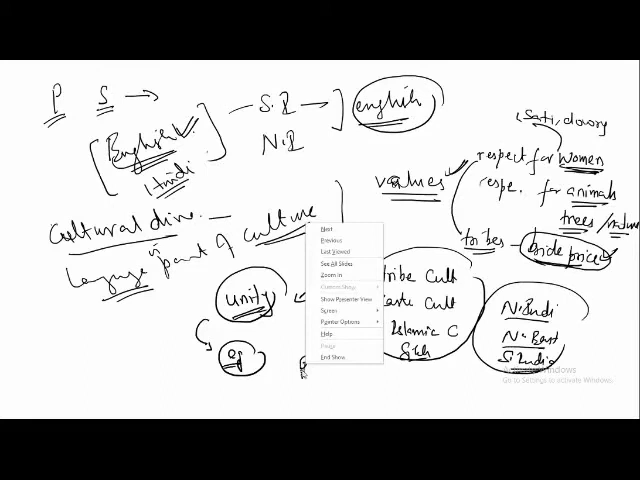 P S → — S.I → ] english
[ English ✓ ] N.I
Hindi
Sati, dowry
values ✓
respect for women
respe. for animals
trees / nature
tribes — bride price ✓
Cultural dive. —
Language is part of culture
unity
eg
tribe Cult
Caste Cult
Islamic C
N. Indi
N. East
S. India
Next
Previous
Last Viewed
See All Slides
Zoom in
Custom Show
Show Presenter View
Screen
Pointer Options
Help
Pause
End Show
Activate Windows
Go to Settings to activate Windows.